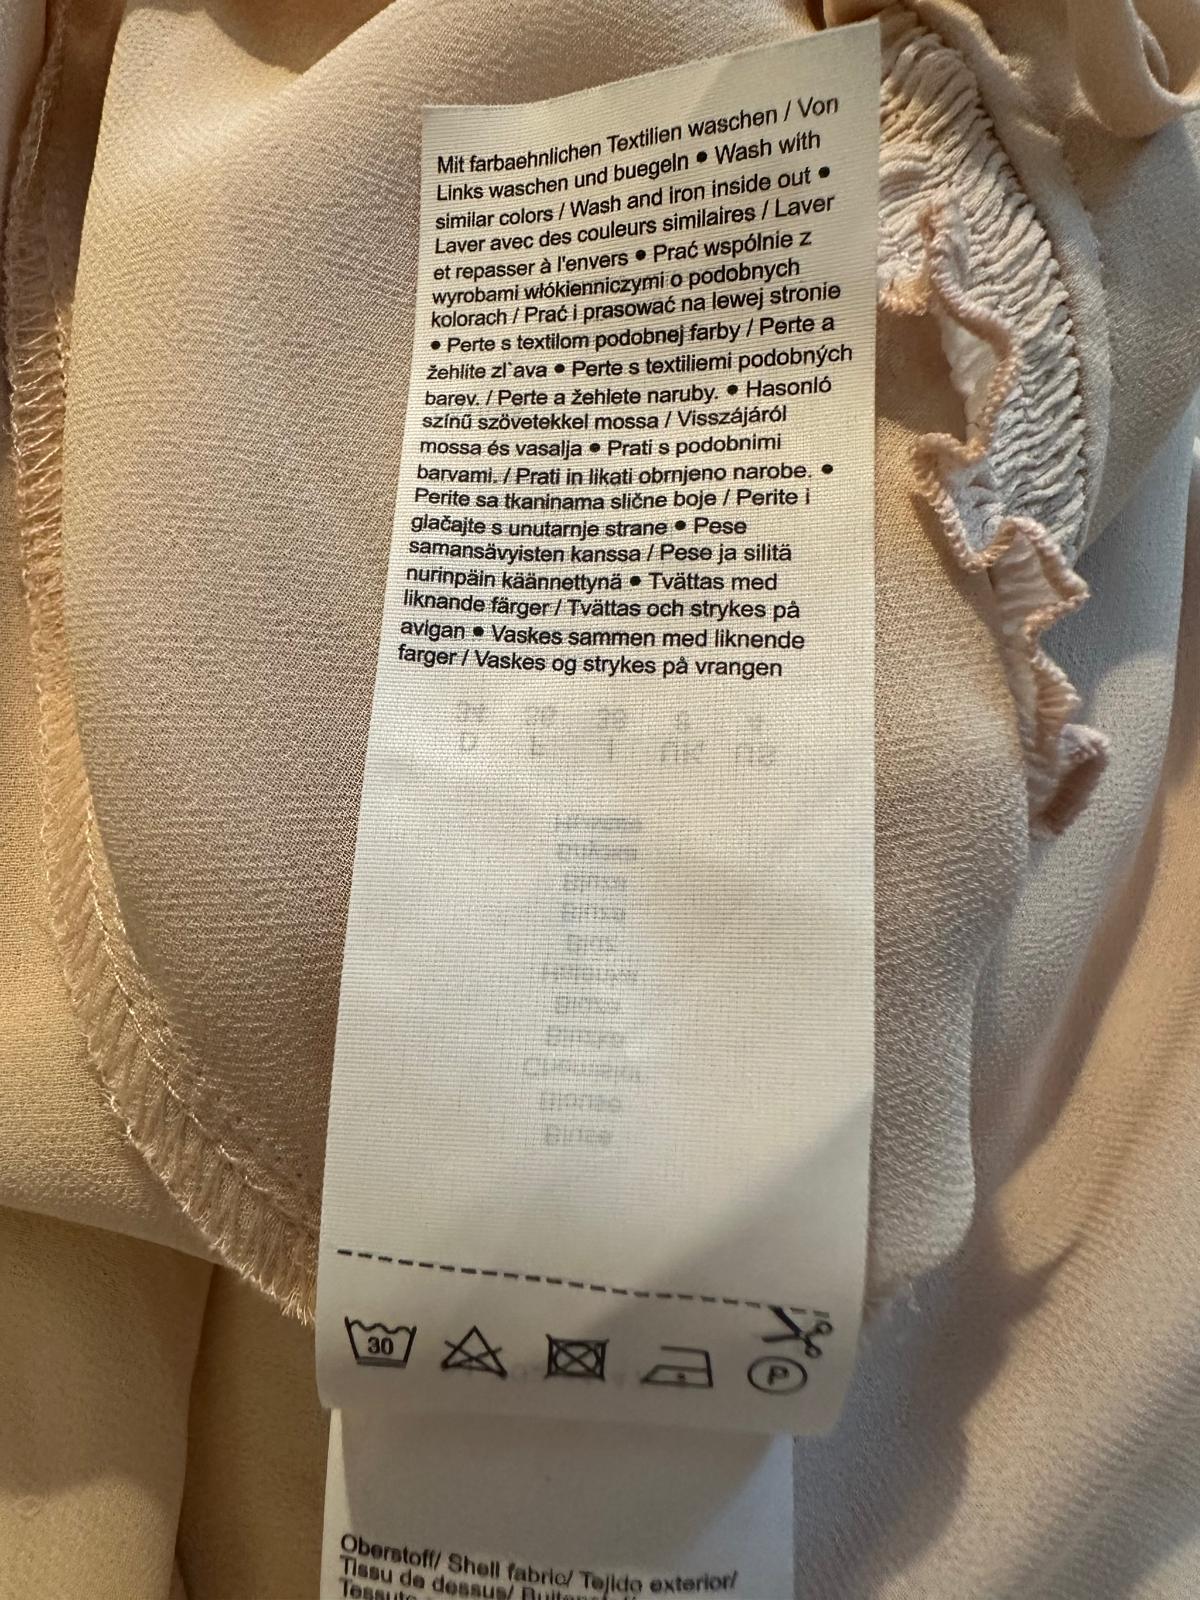 Mit farbaehnlichen Textilien waschen / Von
Links waschen und buegeln • Wash with
similar colors / Wash and iron inside out •
Laver avec des couleurs similaires / Laver
et repasser à l'envers • Prać wspólnie z
wyrobami włókienniczymi o podobnych
kolorach / Prać i prasować na lewej stronie
• Perte s textilom podobnej farby / Perte a
žehlite zl`ava • Perte s textiliemi podobných
barev. / Perte a žehlete naruby. • Hasonló
színű szövetekkel mossa / Visszájáról
mossa és vasalja • Prati s podobnimi
barvami. / Prati in likati obrnjeno narobe. •
Perite sa tkaninama slične boje / Perite i
glačajte s unutarnje strane • Pese
samansävyisten kanssa / Pese ja silitä
nurinpäin käännettynä • Tvättas med
liknande färger / Tvättas och strykes på
avigan • Vaskes sammen med liknende
farger / Vaskes og strykes på vrangen
30
P
Oberstoff/ Shell fabric/ Tejido exterior/
Tissu de dessus/